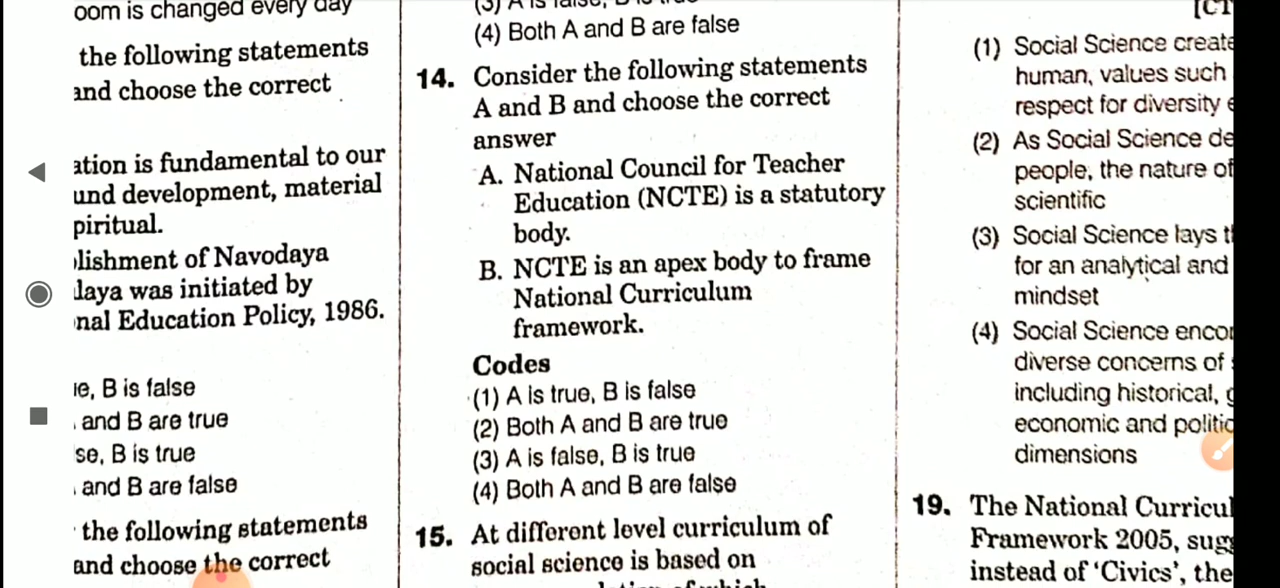 oom is changed every day
the following statements
and choose the correct
ation is fundamental to our
und development, material
piritual.
lishment of Navodaya
laya was initiated by
nal Education Policy, 1986.
ue, B is false
and B are true
se, B is true
and B are false
the following statements
and choose the correct
(4) Both A and B are false
14. Consider the following statements
A and B and choose the correct
answer
A. National Council for Teacher
Education (NCTE) is a statutory
body.
B. NCTE is an apex body to frame
National Curriculum
framework.
Codes
(1) A is true, B is false
(2) Both A and B are true
(3) A is false, B is true
(4) Both A and B are false
15. At different level curriculum of
social science is based on
(1) Social Science create
human, values such
respect for diversity
(2) As Social Science de
people, the nature of
scientific
(3) Social Science lays
for an analytical and
mindset
(4) Social Science
diverse concerns of
including historical,
economic and politic
dimensions
19. The National Curricul
Framework 2005, sugg
instead of 'Civics', the